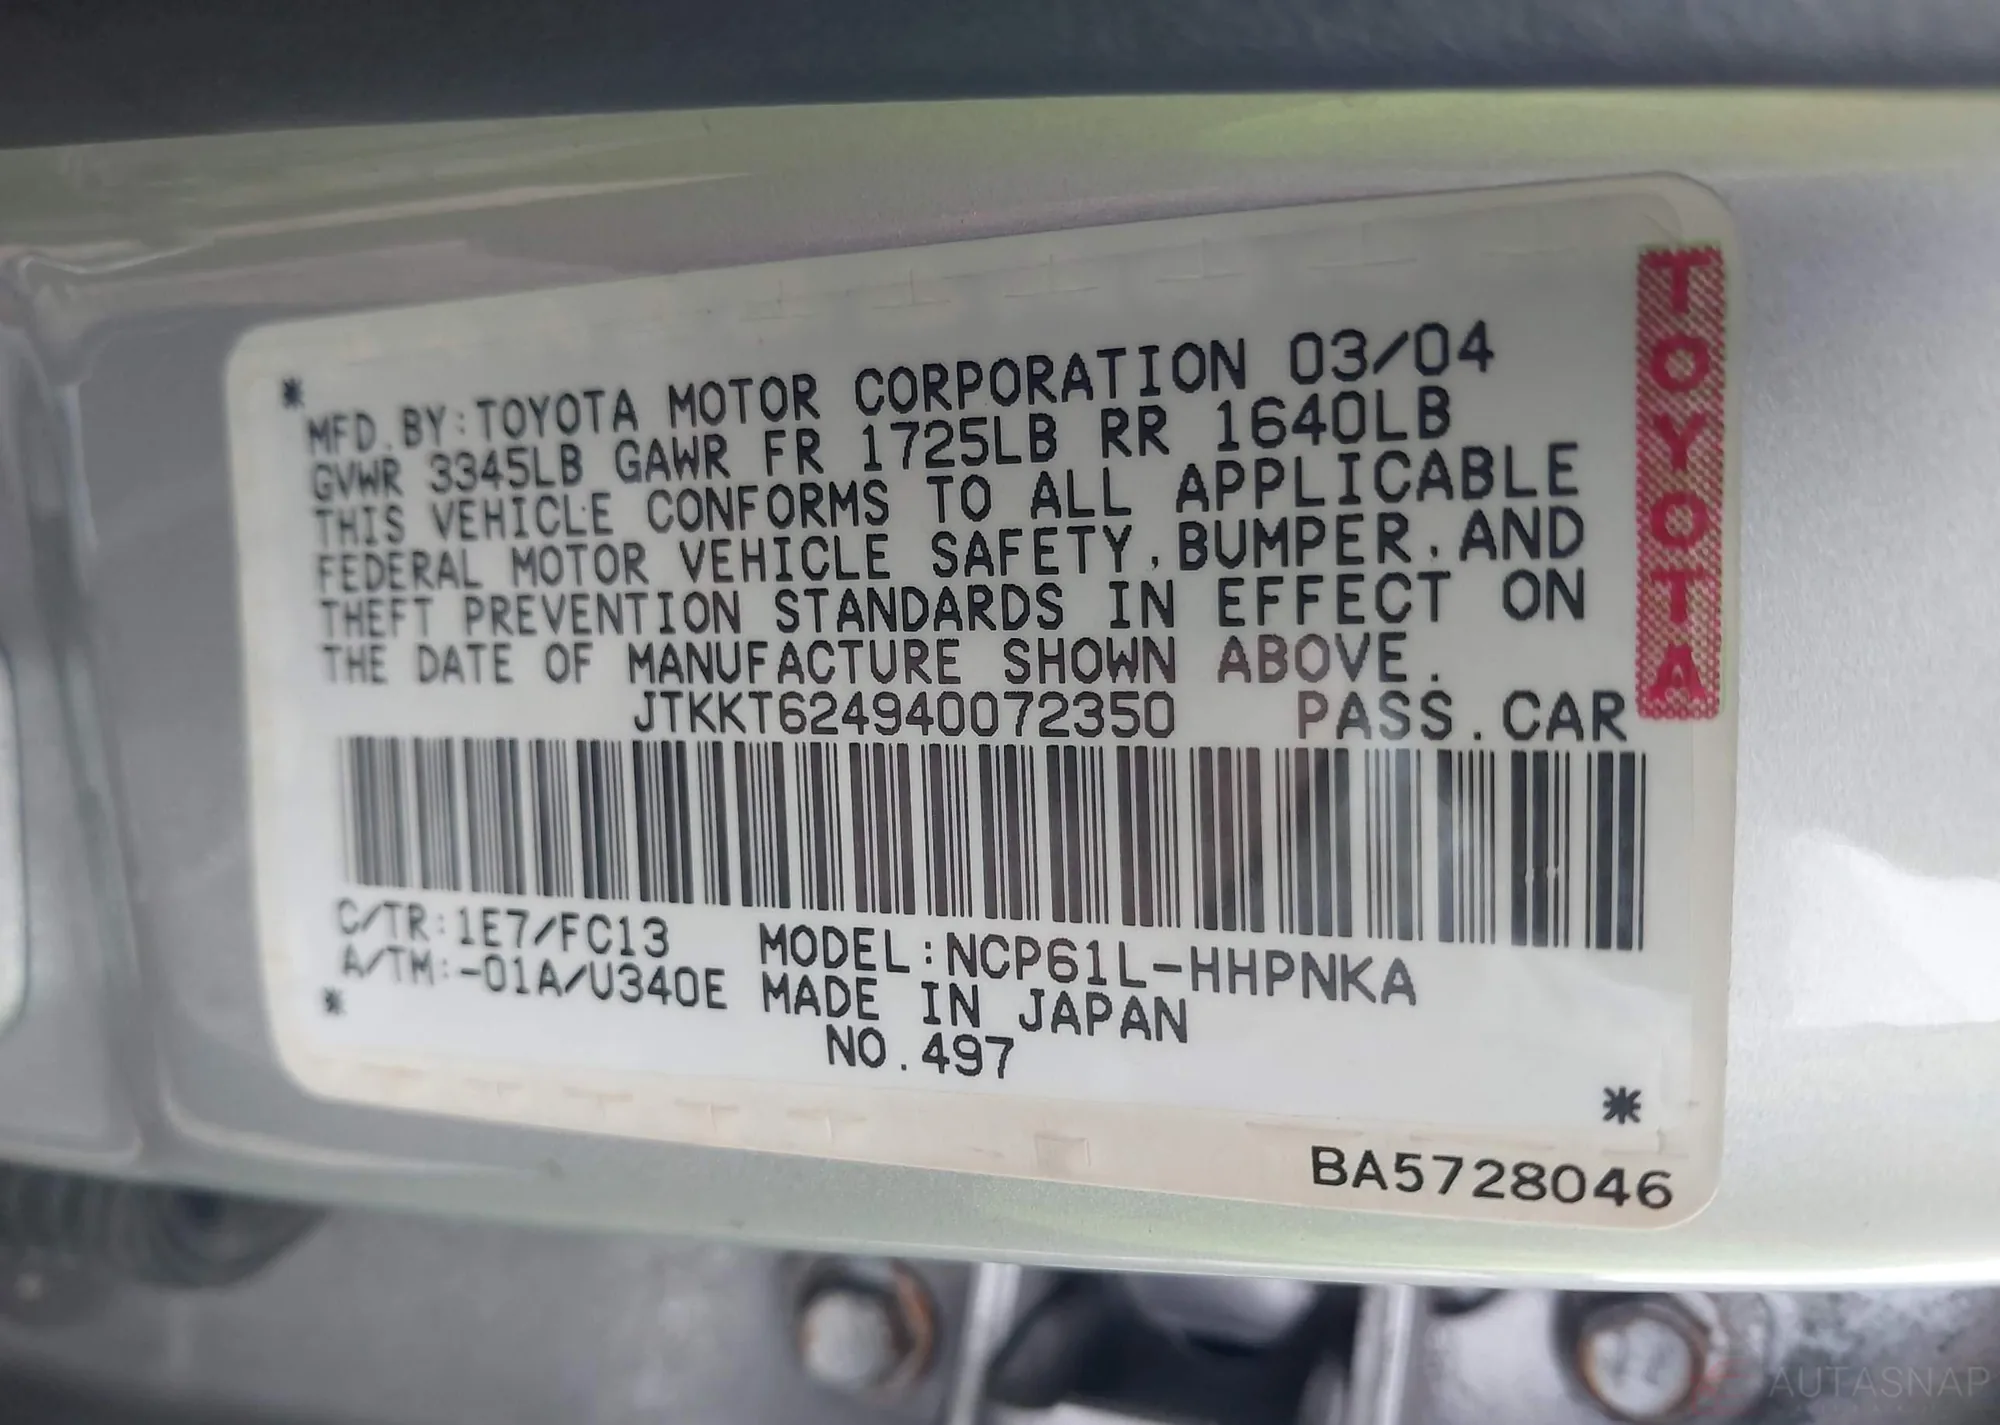 *
MFD. BY: TOYOTA MOTOR CORPORATION 03/04
GVWR 3345LB GAWR FR 1725LB RR 1640LB
THIS VEHICLE CONFORMS TO ALL APPLICABLE
FEDERAL MOTOR VEHICLE SAFETY, BUMPER, AND
THEFT PREVENTION STANDARDS IN EFFECT ON
THE DATE OF MANUFACTURE SHOWN ABOVE.
JTKKT624940072350 PASS. CAR
TOYOTA
C/TR: 1E7/FC13 MODEL: NCP61L-HHPNKA
A/TM: -01A/U340E MADE IN JAPAN
* NO. 497
*
BA5728046
AUTASNAP